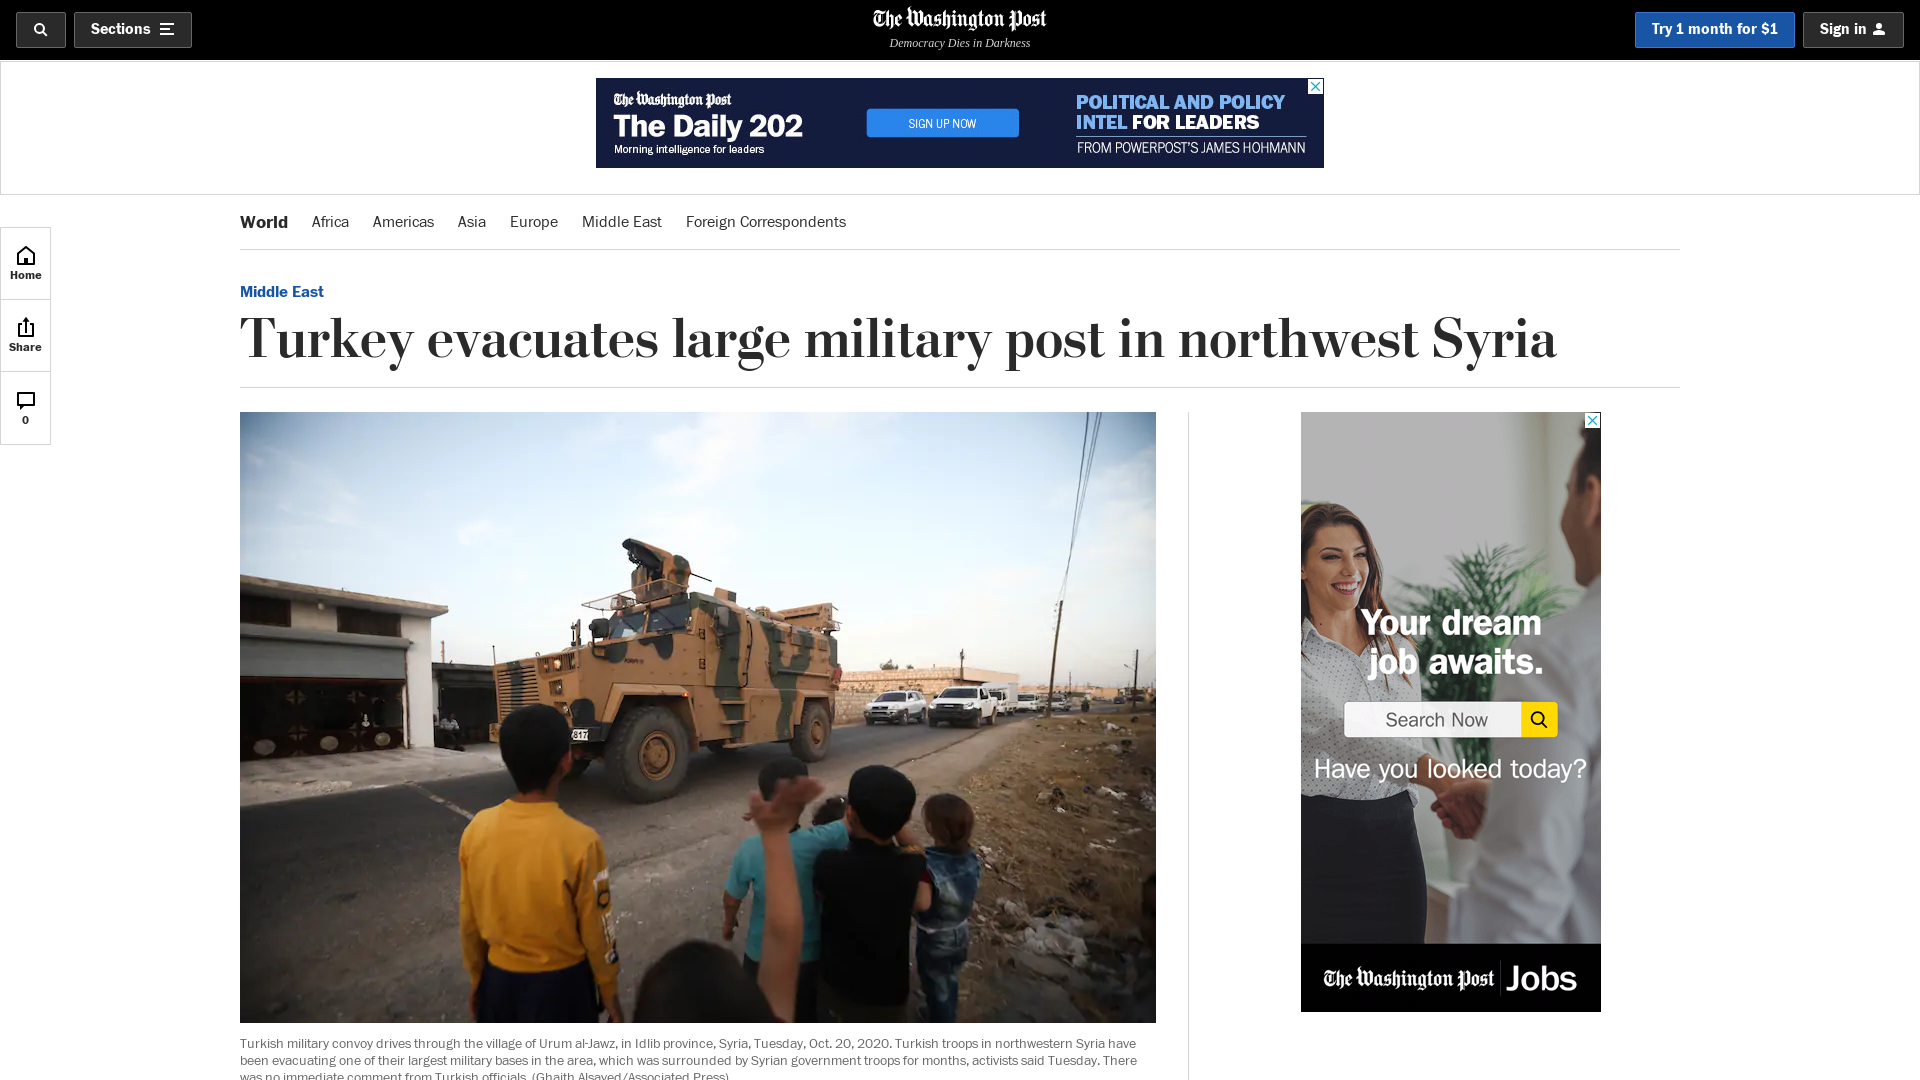 Sections
The Washington Post
Democracy Dies in Darkness
Try 1 month for $1
Sign in
The Washington Post
The Daily 202
Morning intelligence for leaders
SIGN UP NOW
POLITICAL AND POLICY
INTEL FOR LEADERS
FROM POWERPOST'S JAMES HOHMANN
World Africa Americas Asia Europe Middle East Foreign Correspondents
Home
Share
0
Middle East
Turkey evacuates large military post in northwest Syria
817
Your dream
job awaits.
Search Now
Have you looked today?
The Washington Post Jobs
Turkish military convoy drives through the village of Urum al-Jawz, in Idlib province, Syria, Tuesday, Oct. 20, 2020. Turkish troops in northwestern Syria have
been evacuating one of their largest military bases in the area, which was surrounded by Syrian government troops for months, activists said Tuesday. There
was no immediate comment from Turkish officials. (Ghaith Alsayed/Associated Press)